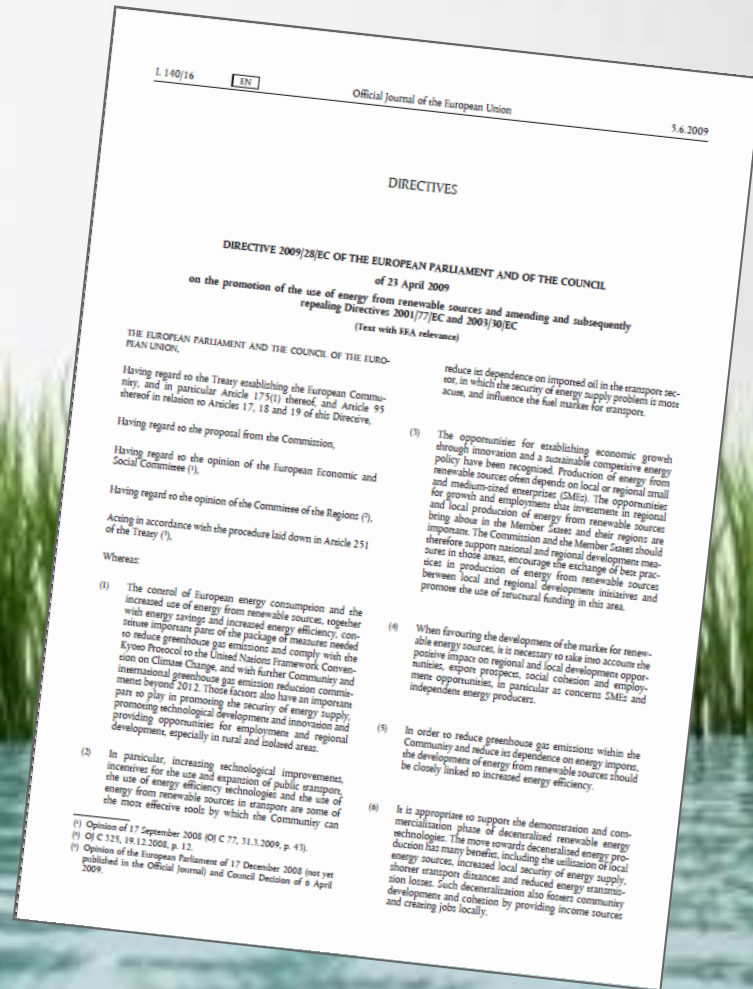 L 140/16
EN
Official Journal of the European Union
5.6.2009
DIRECTIVES
DIRECTIVE 2009/28/EC OF THE EUROPEAN PARLIAMENT AND OF THE COUNCIL
of 23 April 2009
on the promotion of the use of energy from renewable sources and amending and subsequently
repealing Directives 2001/77/EC and 2003/30/EC
(Text with EEA relevance)
THE EUROPEAN PARLIAMENT AND THE COUNCIL OF THE EURO-
PEAN UNION,
Having regard to the Treaty establishing the European Commu-
nity, and in particular Article 175(1) thereof, and Article 95
thereof in relation to Articles 17, 18 and 19 of this Directive,
Having regard to the proposal from the Commission,
Having regard to the opinion of the European Economic and
Social Committee (¹),
Having regard to the opinion of the Committee of the Regions (²),
Acting in accordance with the procedure laid down in Article 251
of the Treaty (³),
Whereas:
(1) The control of European energy consumption and the
increased use of energy from renewable sources, together
with energy savings and increased energy efficiency, con-
stitute important parts of the package of measures needed
to reduce greenhouse gas emissions and comply with the
Kyoto Protocol to the United Nations Framework Conven-
tion on Climate Change, and with further Community and
international greenhouse gas emission reduction commit-
ments beyond 2012. Those factors also have an important
part to play in promoting the security of energy supply,
promoting technological development and innovation and
providing opportunities for employment and regional
development, especially in rural and isolated areas.
(2) In particular, increasing technological improvements,
incentives for the use and expansion of public transport,
the use of energy efficiency technologies and the use of
energy from renewable sources in transport are some of
the most effective tools by which the Community can
(¹) Opinion of 17 September 2008 (OJ C 77, 31.3.2009, p. 43).
(²) OJ C 325, 19.12.2008, p. 12.
(³) Opinion of the European Parliament of 17 December 2008 (not yet
published in the Official Journal) and Council Decision of 6 April
2009.
reduce its dependence on imported oil in the transport sec-
tor, in which the security of energy supply problem is most
acute, and influence the fuel market for transport.
(3) The opportunities for establishing economic growth
through innovation and a sustainable competitive energy
policy have been recognised. Production of energy from
renewable sources often depends on local or regional small
and medium-sized enterprises (SMEs). The opportunities
for growth and employment that investment in regional
and local production of energy from renewable sources
bring about in the Member States and their regions are
important. The Commission and the Member States should
therefore support national and regional development mea-
sures in those areas, encourage the exchange of best prac-
tices in production of energy from renewable sources
between local and regional development initiatives and
promote the use of structural funding in this area.
(4) When favouring the development of the market for renew-
able energy sources, it is necessary to take into account the
positive impact on regional and local development oppor-
tunities, export prospects, social cohesion and employ-
ment opportunities, in particular as concerns SMEs and
independent energy producers.
(5) In order to reduce greenhouse gas emissions within the
Community and reduce its dependence on energy imports,
the development of energy from renewable sources should
be closely linked to increased energy efficiency.
(6) It is appropriate to support the demonstration and com-
mercialisation phase of decentralised renewable energy
technologies. The move towards decentralised energy pro-
duction has many benefits, including the utilisation of local
energy sources, increased local security of energy supply,
shorter transport distances and reduced energy transmis-
sion losses. Such decentralisation also fosters community
development and cohesion by providing income sources
and creating jobs locally.